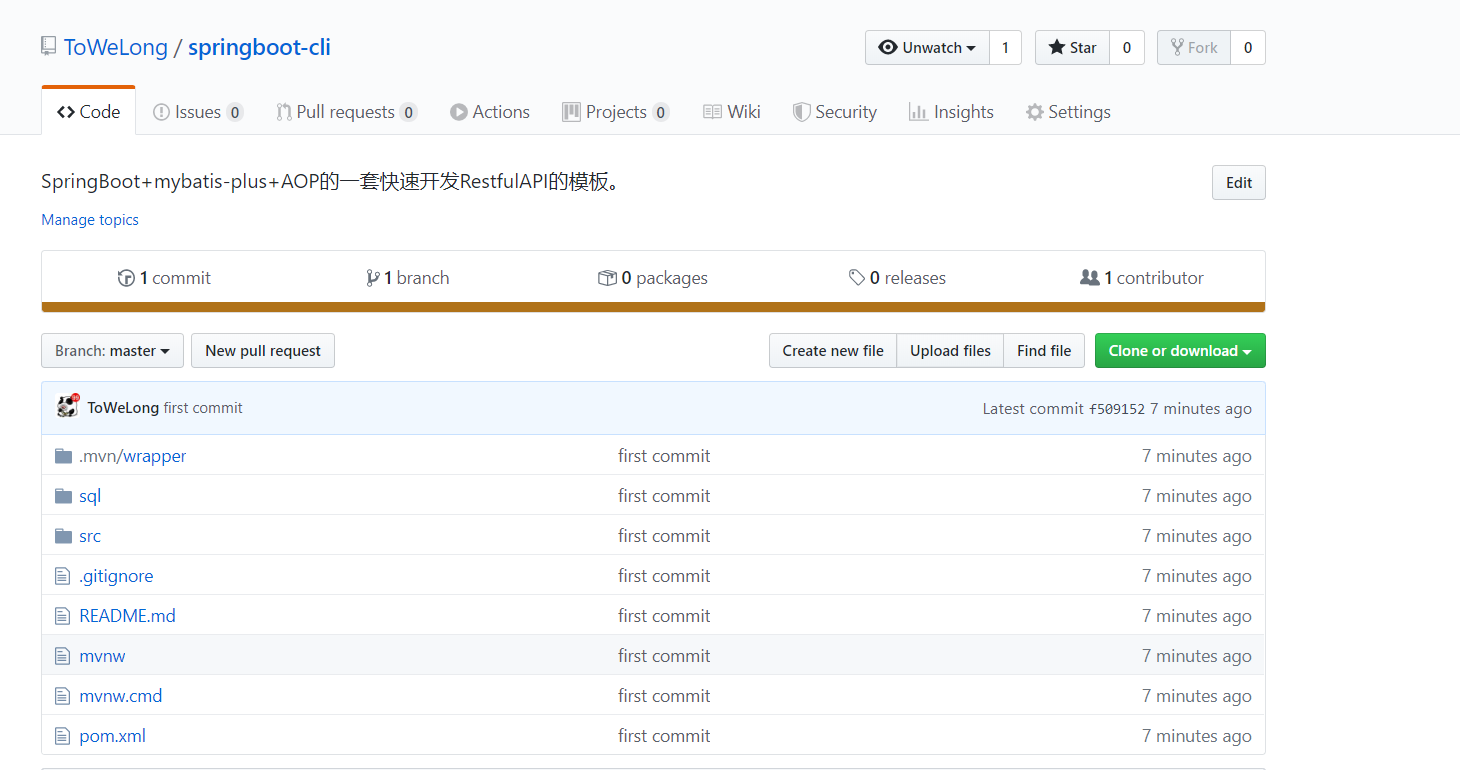 ToWeLong / springboot-cli Unwatch 1 Star 0 Fork 0
Code Issues 0 Pull requests 0 Actions Projects 0 Wiki Security Insights Settings
SpringBoot+mybatis-plus+AOP的一套快速开发RestfulAPI的模板。 Edit
Manage topics
1 commit 1 branch 0 packages 0 releases 1 contributor
Branch: master New pull request Create new file Upload files Find file Clone or download
ToWeLong first commit Latest commit f509152 7 minutes ago
.mvn/wrapper first commit 7 minutes ago
sql first commit 7 minutes ago
src first commit 7 minutes ago
.gitignore first commit 7 minutes ago
README.md first commit 7 minutes ago
mvnw first commit 7 minutes ago
mvnw.cmd first commit 7 minutes ago
pom.xml first commit 7 minutes ago